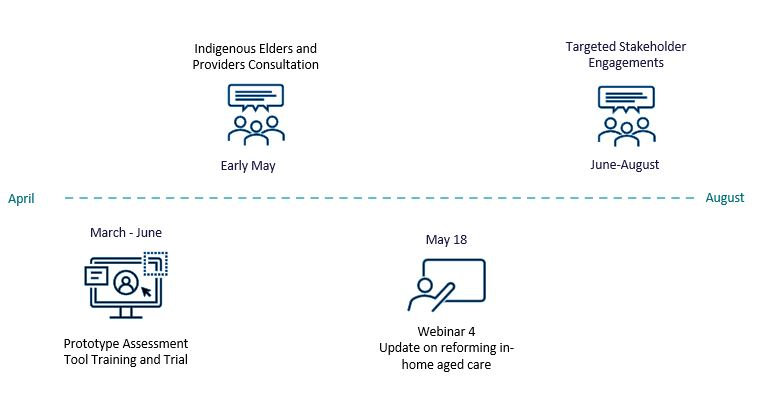 Indigenous Elders and
Providers Consultation
Early May
Targeted Stakeholder
Engagements
June-August
April
August
March - June
Prototype Assessment
Tool Training and Trial
May 18
Webinar 4
Update on reforming in-
home aged care